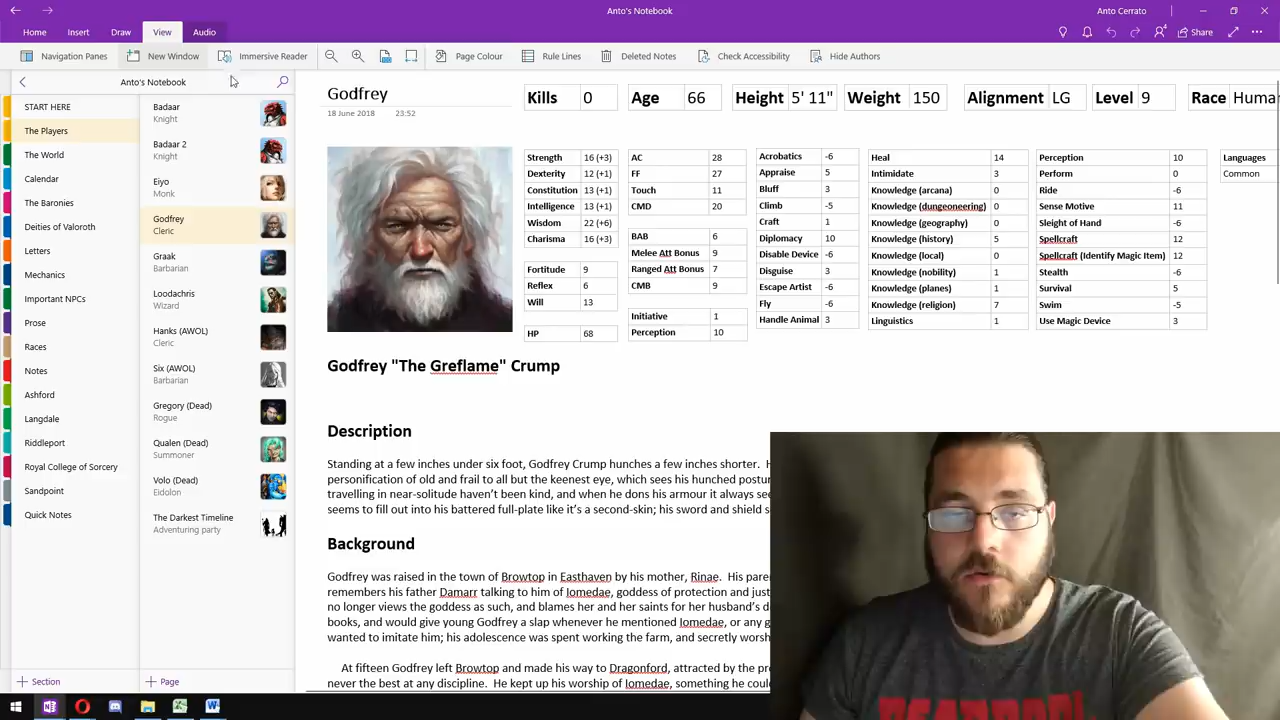 Anto's Notebook
Anto Cerrato
Home
Insert
Draw
View
Audio
Share
Navigation Panes
New Window
Immersive Reader
Rule Lines
Page Colour
Deleted Notes
Check Accessibility
Hide Authors
Anto's Notebook
START HERE
The Players
The World
Calendar
The Baronies
Deities of Valoroth
Letters
Mechanics
Important NPCs
Prose
Races
Notes
Ashford
Langdale
Riddleport
Royal College of Sorcery
Sandpoint
Quick Notes
Section
Badaar
Knight
Badaar 2
Knight
Eiyo
Monk
Godfrey
Cleric
Graak
Barbarian
Loodachris
Wizard
Hanks (AWOL)
Cleric
Six (AWOL)
Barbarian
Gregory (Dead)
Rogue
Qualen (Dead)
Summoner
Volo (Dead)
Eidolon
The Darkest Timeline
Adventuring party
Page
Godfrey
18 June 2018 23:52
Kills 0 Age 66 Height 5' 11" Weight 150 Alignment LG Level 9 Race Huma
Strength 16 (+3)
Dexterity 12 (+1)
Constitution 13 (+1)
Intelligence 13 (+1)
Wisdom 22 (+6)
Charisma 16 (+3)
Fortitude 9
Reflex 6
Will 13
HP 68
AC 28
FF 27
Touch 11
CMD 20
BAB 6
Melee Att Bonus 9
Ranged Att Bonus 7
CMB 9
Initiative 1
Perception 10
Acrobatics -6
Appraise 5
Bluff 3
Climb -5
Craft 1
Diplomacy 10
Disable Device -6
Disguise 3
Escape Artist -6
Fly -6
Handle Animal 3
Heal 14
Intimidate 3
Knowledge (arcana) 0
Knowledge (dungeoneering) 0
Knowledge (geography) 0
Knowledge (history) 5
Knowledge (local) 0
Knowledge (nobility) 1
Knowledge (planes) 1
Knowledge (religion) 7
Linguistics 1
Perception 10
Perform 0
Ride -6
Sense Motive 11
Sleight of Hand -6
Spellcraft 12
Spellcraft (Identify Magic Item) 12
Stealth -6
Survival 5
Swim -5
Use Magic Device 3
Languages
Common
Godfrey "The Greflame" Crump
Description
Standing at a few inches under six foot, Godfrey Crump hunches a few inches shorter. H
personification of old and frail to all but the keenest eye, which sees his hunched postu
travelling in near-solitude haven't been kind, and when he dons his armour it always see
seems to fill out into his battered full-plate like it's a second-skin; his sword and shield s
Background
Godfrey was raised in the town of Browtop in Easthaven by his mother, Rinae. His pare
remembers his father Damarr talking to him of Iomedae, goddess of protection and just
no longer views the goddess as such, and blames her and her saints for her husband's d
books, and would give young Godfrey a slap whenever he mentioned Iomedae, or any g
wanted to imitate him; his adolescence was spent working the farm, and secretly worsh
At fifteen Godfrey left Browtop and made his way to Dragonford, attracted by the pro
never the best at any discipline. He kept up his worship of Iomedae, something he coul